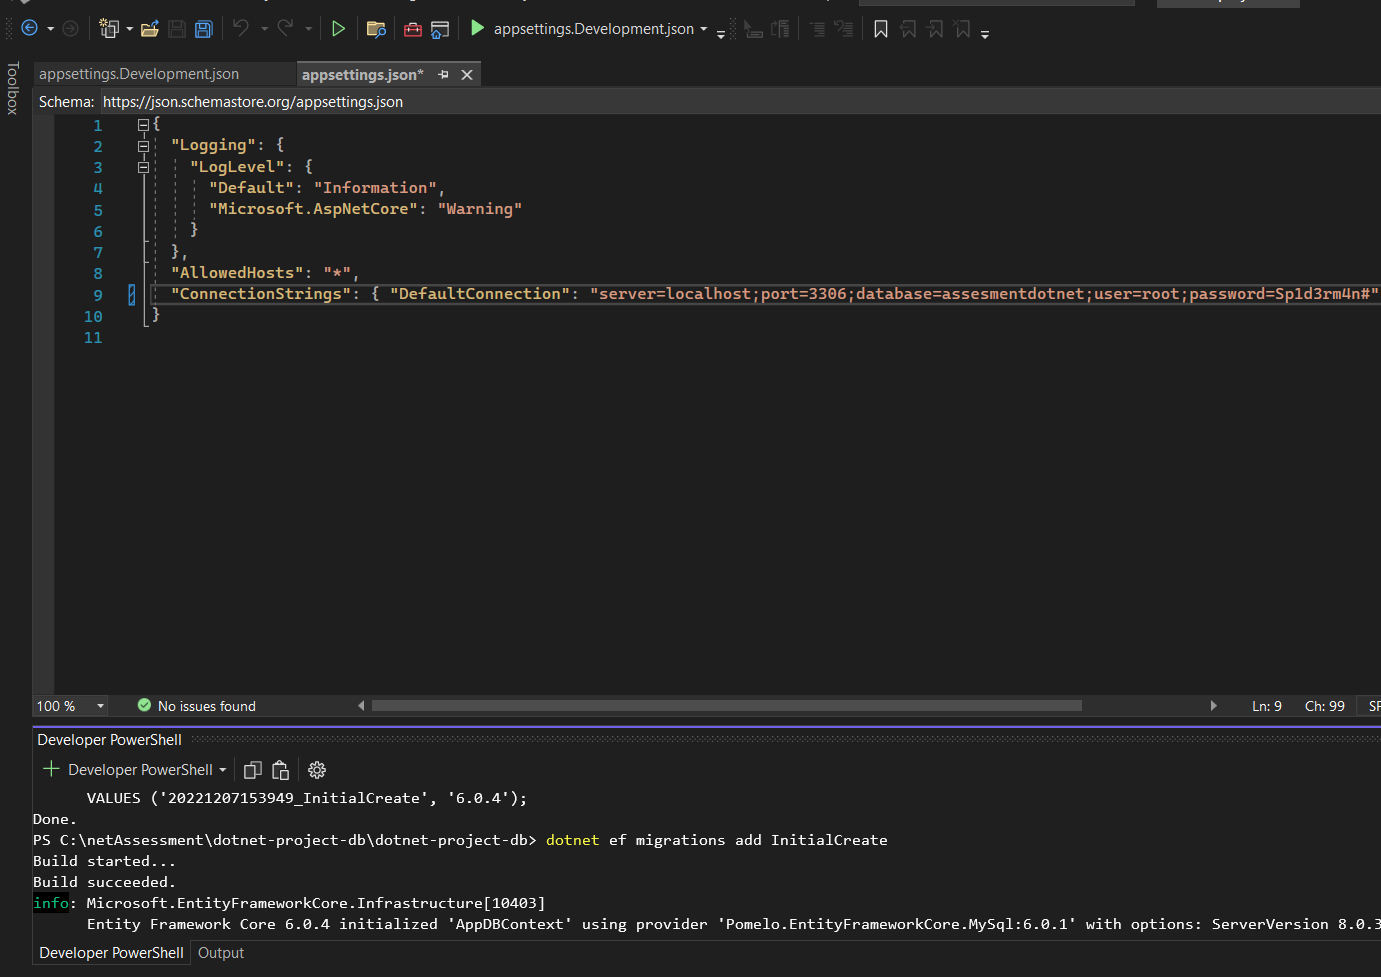 appsettings.Development.json
Toolbox
appsettings.Development.json
appsettings.json*
Schema: https://json.schemastore.org/appsettings.json
1 {
2 "Logging": {
3 "LogLevel": {
4 "Default": "Information",
5 "Microsoft.AspNetCore": "Warning"
6 }
7 },
8 "AllowedHosts": "*",
9 "ConnectionStrings": { "DefaultConnection": "server=localhost;port=3306;database=assesmentdotnet;user=root;password=Sp1d3rm4n#"
10 }
11
100 % No issues found Ln: 9 Ch: 99 SP
Developer PowerShell
Developer PowerShell
VALUES ('20221207153949_InitialCreate', '6.0.4');
Done.
PS C:\netAssessment\dotnet-project-db\dotnet-project-db> dotnet ef migrations add InitialCreate
Build started...
Build succeeded.
info: Microsoft.EntityFrameworkCore.Infrastructure[10403]
Entity Framework Core 6.0.4 initialized 'AppDBContext' using provider 'Pomelo.EntityFrameworkCore.MySql:6.0.1' with options: ServerVersion 8.0.3
Developer PowerShell Output